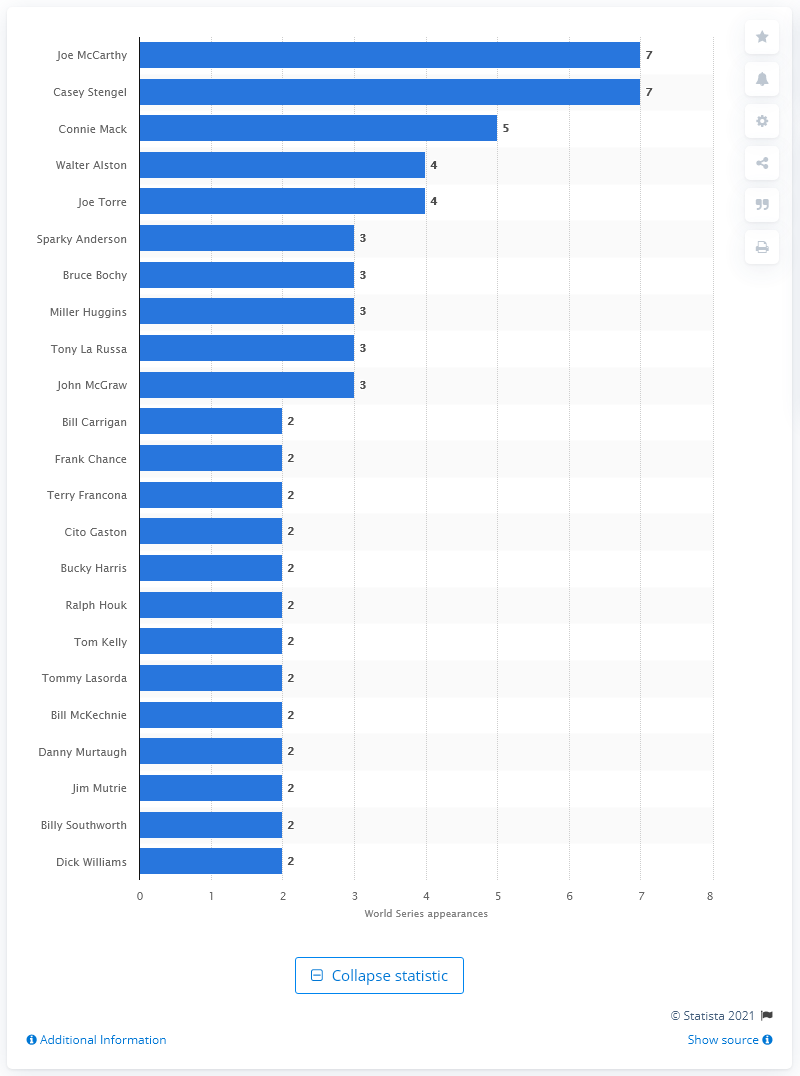 Joe McCarthy 7
Casey Stengel 7
Connie Mack 5
Walter Alston 4
Joe Torre 4
Sparky Anderson 3
Bruce Bochy 3
Miller Huggins 3
Tony La Russa 3
John McGraw 3
Bill Carrigan 2
Frank Chance 2
Terry Francona 2
Cito Gaston 2
Bucky Harris 2
Ralph Houk 2
Tom Kelly 2
Tommy Lasorda 2
Bill McKechnie 2
Danny Murtaugh 2
Jim Mutrie 2
Billy Southworth 2
Dick Williams 2
0 1 2 3 4 5 6 7 8
World Series appearances
Collapse statistic
© Statista 2021
Additional Information Show source